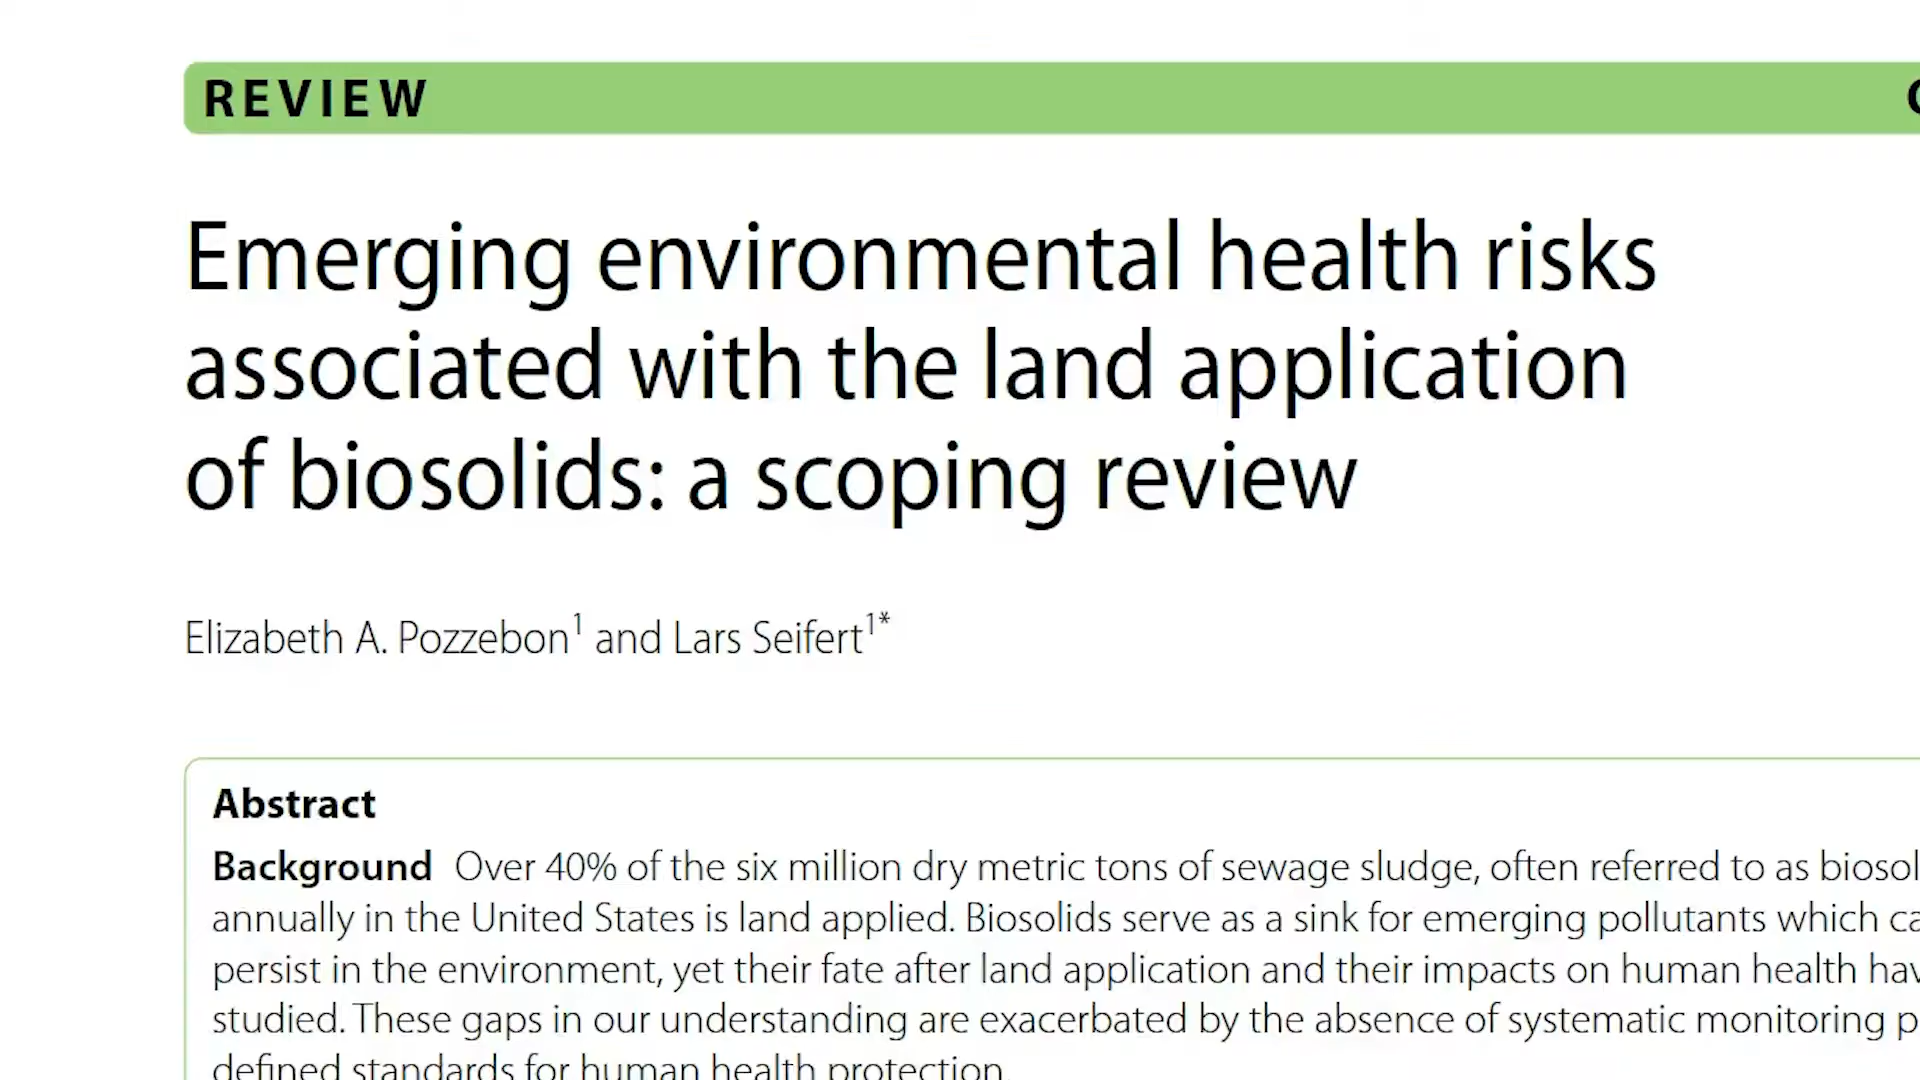 REVIEW
Emerging environmental health risks
associated with the land application
of biosolids: a scoping review
Elizabeth A. Pozzebon1 and Lars Seifert1*
Abstract
Background Over 40% of the six million dry metric tons of sewage sludge, often referred to as biosol
annually in the United States is land applied. Biosolids serve as a sink for emerging pollutants which ca
persist in the environment, yet their fate after land application and their impacts on human health hav
studied. These gaps in our understanding are exacerbated by the absence of systematic monitoring p
defined standards for human health protection.